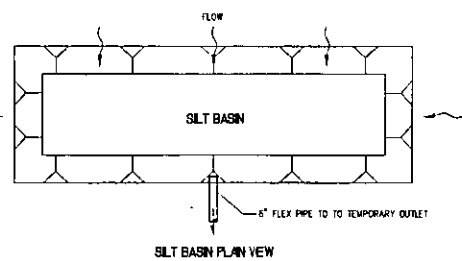 FLOW
SILT BASIN
6" FLEX PIPE TO TO TEMPORARY OUTLET
SILT BASIN PLAN VIEW